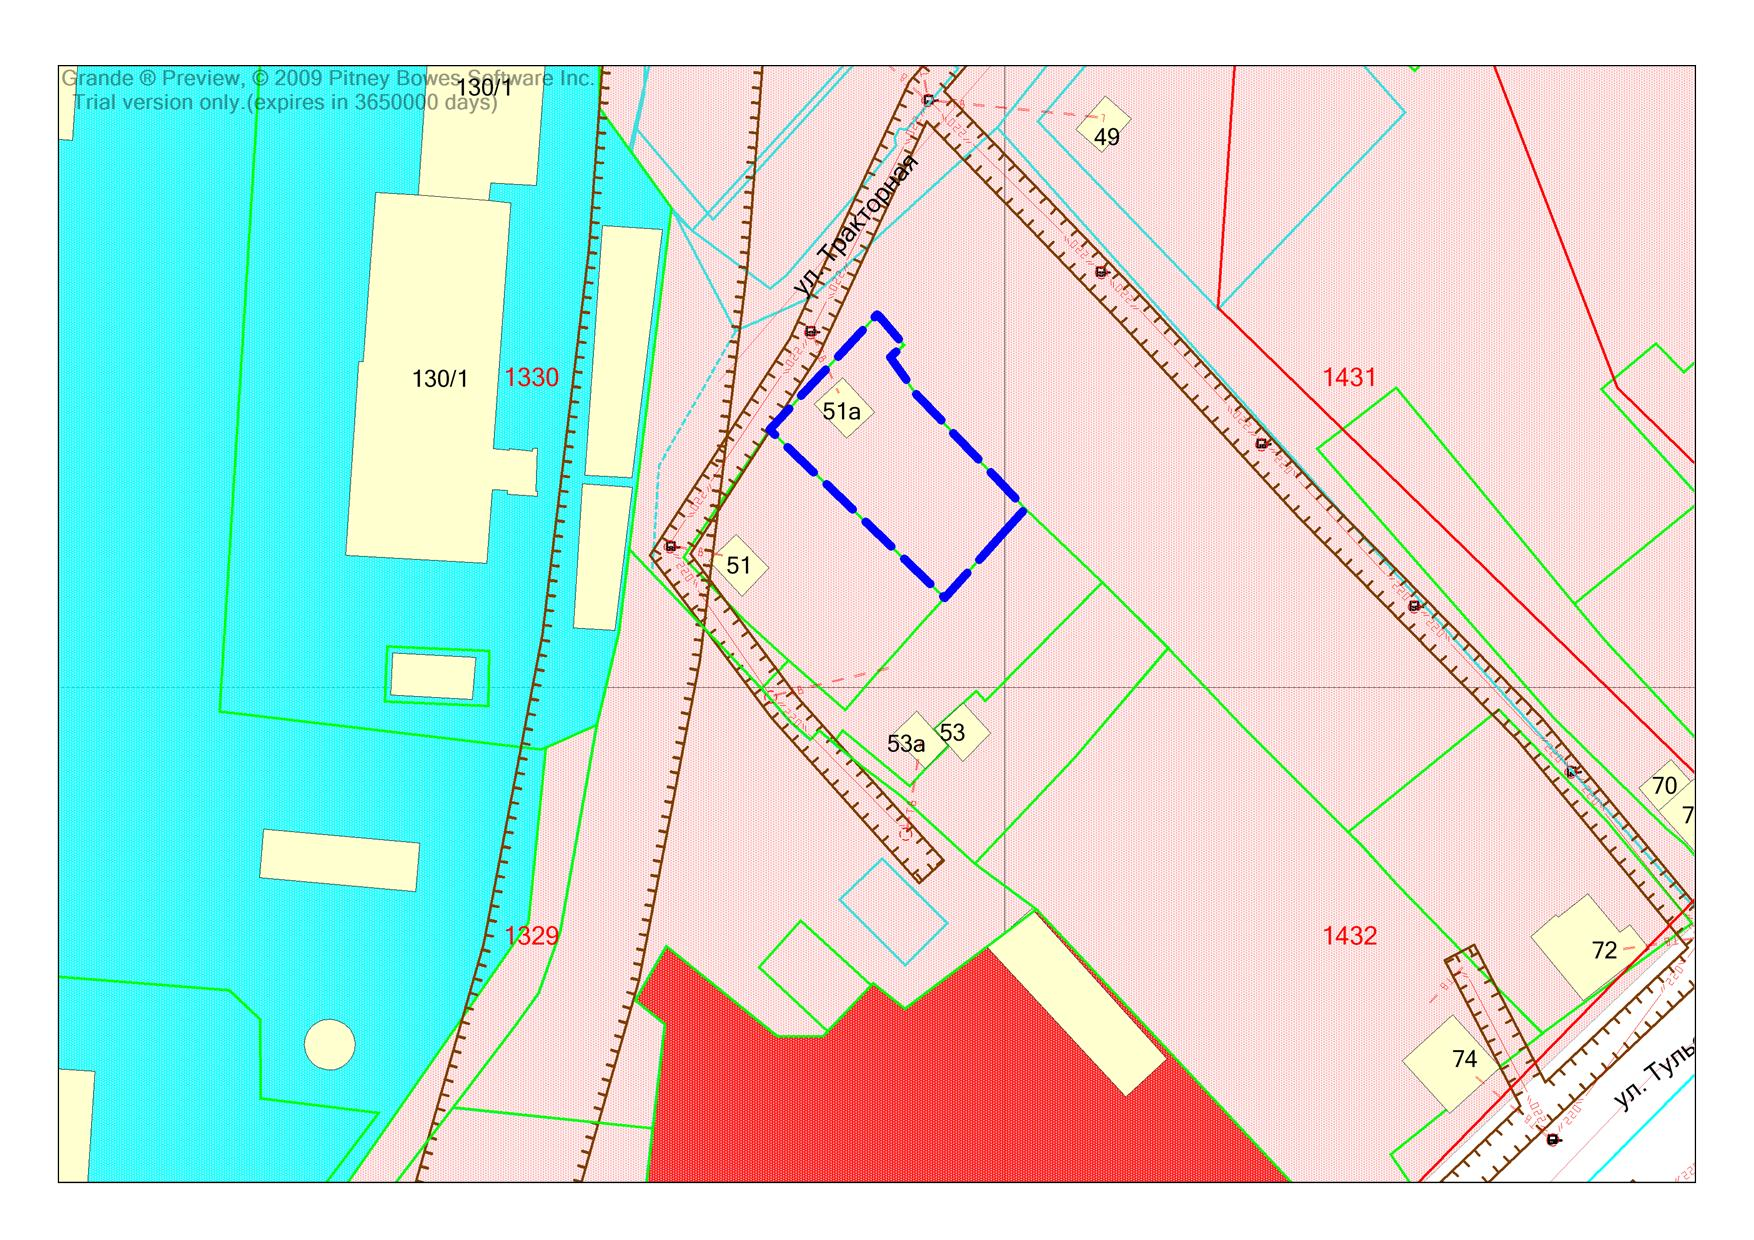 Grande ® Preview, © 2009 Pitney Bowes Software Inc.
Trial version only.(expires in 3650000 days)
130/1
49
ул. Тракторная
130/1
1330
1431
51а
51
53а
53
70
7
1329
1432
72
74
ул. Туль